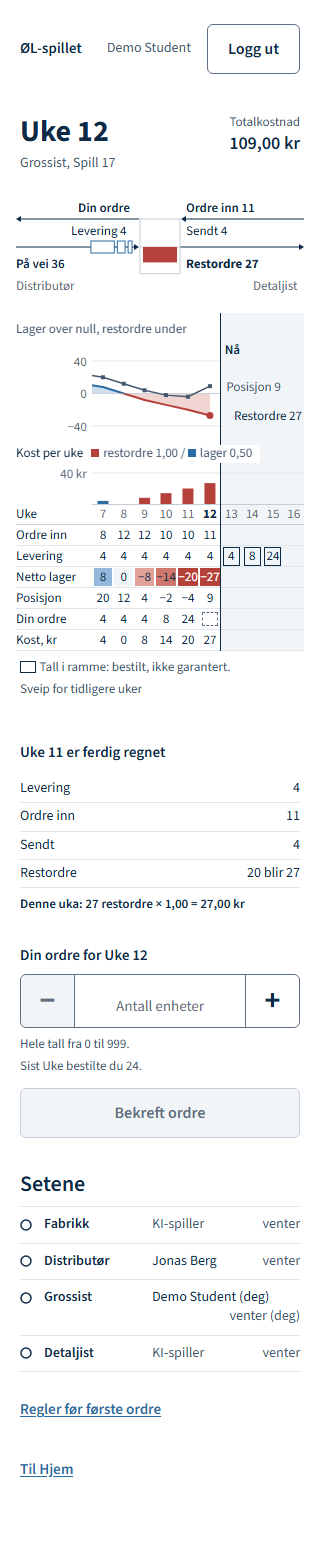 ØL-spillet Demo Student Logg ut
Uke 12 Totalkostnad
109,00 kr
Grossist, Spill 17
Din ordre Ordre inn 11
Levering 4 Sendt 4
På vei 36 Restordre 27
Distributør Detaljist
Lager over null, restordre under
Nå
40
Posisjon 9
0
Restordre 27
−40
Kost per uke restordre 1,00 / lager 0,50
40 kr
Uke 7 8 9 10 11 12 13 14 15 16
Ordre inn 8 12 12 10 10 11
Levering 4 4 4 4 4 4 4 8 24
Netto lager 8 0 −8 −14 −20 −27
Posisjon 20 12 4 −2 −4 9
Din ordre 4 4 4 8 24
Kost, kr 4 0 8 14 20 27
Tall i ramme: bestilt, ikke garantert.
Sveip for tidligere uker
Uke 11 er ferdig regnet
Levering 4
Ordre inn 11
Sendt 4
Restordre 20 blir 27
Denne uka: 27 restordre × 1,00 = 27,00 kr
Din ordre for Uke 12
− Antall enheter +
Hele tall fra 0 til 999.
Sist Uke bestilte du 24.
Bekreft ordre
Setene
Fabrikk KI-spiller venter
Distributør Jonas Berg venter
Grossist Demo Student (deg)
venter (deg)
Detaljist KI-spiller venter
Regler før første ordre
Til Hjem